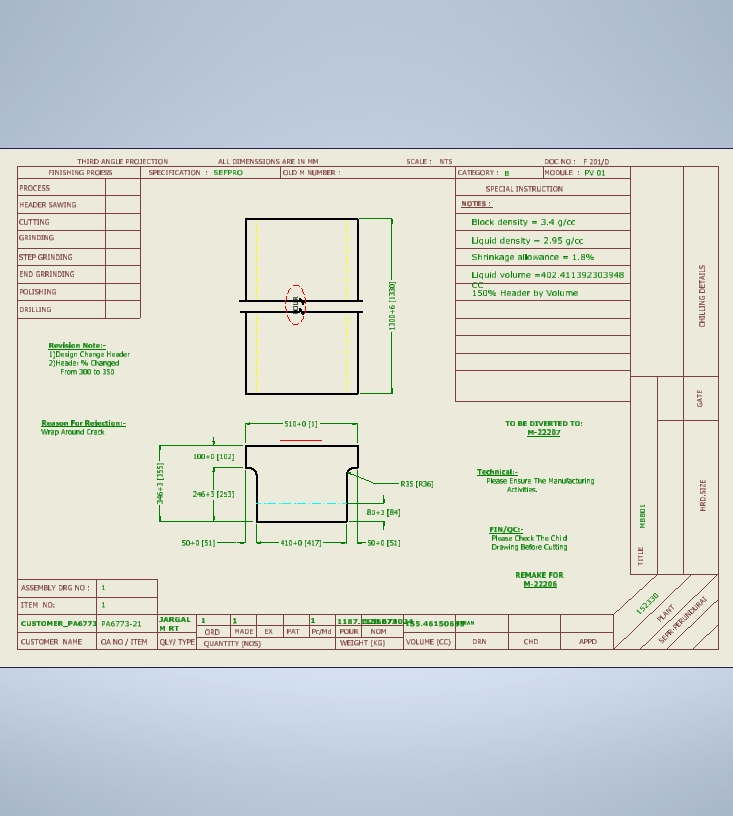 THIRD ANGLE PROJECTION ALL DIMENSSIONS ARE IN MM SCALE : NTS DOC NO : F 201/D
FINISHING PROESS SPECIFICATION : SEFPRO OLD M NUMBER : CATEGORY : B MODULE : PV 01
PROCESS
HEADER SAWING
CUTTING
GRINDING
STEP GRINDING
END GRRINDING
POLISHING
DRILLING
SPECIAL INSTRUCTION
NOTES :
Block density = 3.4 g/cc
Liquid density = 2.95 g/cc
Shrinkage allowance = 1.8%
Liquid volume =402.411392303948
CC
150% Header by Volume
CHILLING DETAILS
GATE
HRD.SIZE
TITLE MBB01
1300+6 [1330]
Revision Note:-
1)Design Change Header
2)Header % Changed
From 300 to 350
Reason For Rejection:-
Wrap Around Crack
510+0 [1]
100+0 [102]
346+3 [355]
246+3 [253]
R35 [R36]
80+3 [84]
50+0 [51] 410+0 [417] 50+0 [51]
TO BE DIVERTED TO:
M-22207
Technical:-
Please Ensure The Manufacturing
Activities.
FIN/QC:-
Please Check The Chid
Drawing Before Cutting
REMAKE FOR
M-22206
ASSEMBLY DRG NO : 1
ITEM NO: 1
CUSTOMER_PA6773 PA6773-21 JARGAL
M RT
1 1 1
ORD MADE EX PAT Pc/Md POUR NOM
CUSTOMER NAME OA NO / ITEM QLY/ TYPE QUANTITY (NOS) WEIGHT (KG) VOLUME (CC) DRN CHD APPD
152330
PLANT
SEPR-PERUNDURAI